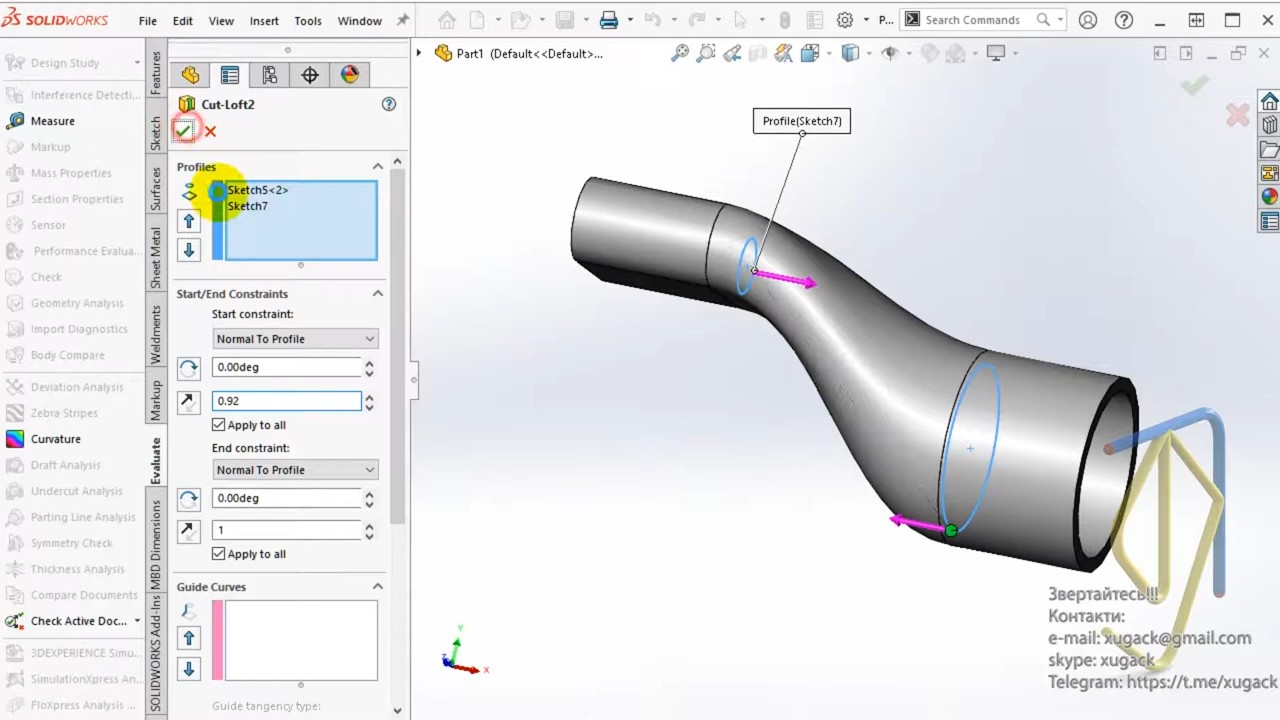 SOLIDWORKS
File Edit View Insert Tools Window
P...
Search Commands
Design Study
Interference Detecti...
Measure
Markup
Mass Properties
Section Properties
Sensor
Performance Evalua...
Check
Geometry Analysis
Import Diagnostics
Body Compare
Deviation Analysis
Zebra Stripes
Curvature
Draft Analysis
Undercut Analysis
Parting Line Analysis
Symmetry Check
Thickness Analysis
Compare Documents
Check Active Doc...
3DEXPERIENCE Simu...
SimulationXpress An...
FloXpress Analysis ...
Features
Sketch
Surfaces
Sheet Metal
Weldments
Markup
Evaluate
MBD Dimensions
SOLIDWORKS Add-Ins
Cut-Loft2
Profiles
Sketch5<2>
Sketch7
Start/End Constraints
Start constraint:
Normal To Profile
0.00deg
0.92
Apply to all
End constraint:
Normal To Profile
0.00deg
1
Apply to all
Guide Curves
Guide tangency type:
Part1 (Default<<Default>...
Profile(Sketch7)
Y
X
Z
Звертайтесь!!!
Контакти:
e-mail: xugack@gmail.com
skype: xugack
Telegram: https://t.me/xugack